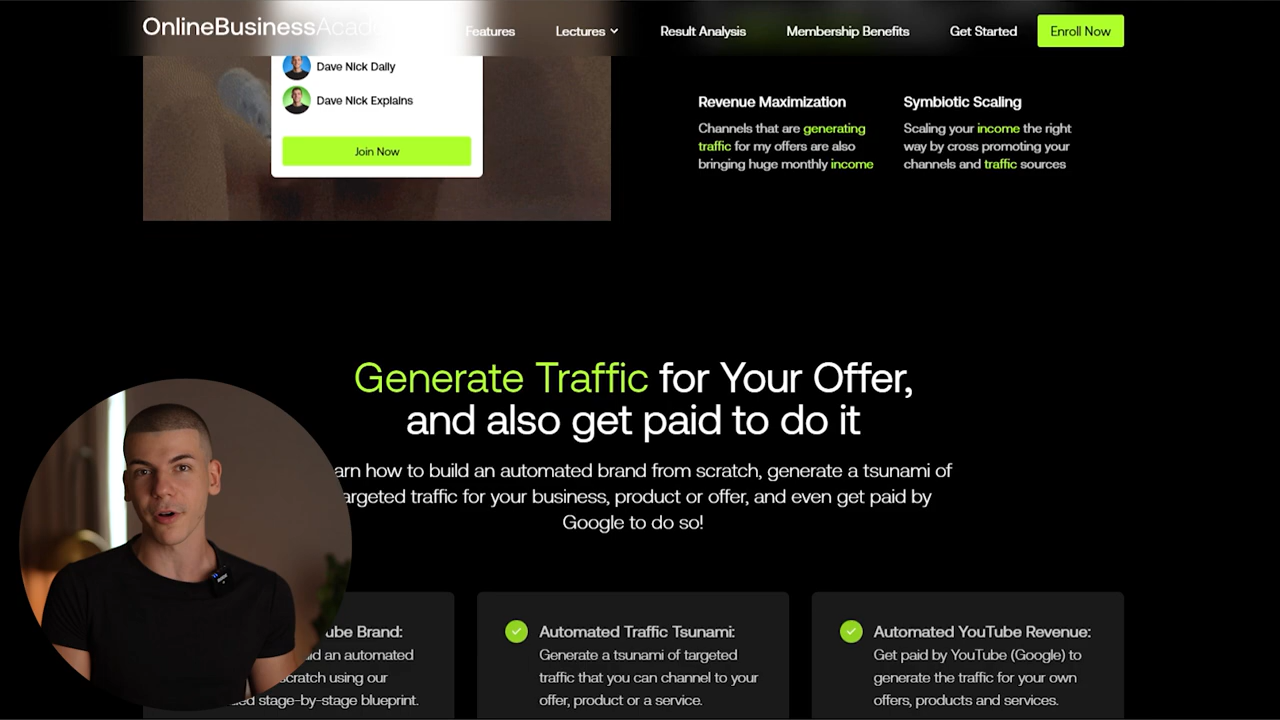 OnlineBusinessAcade
Features
Lectures
Result Analysis
Membership Benefits
Get Started
Enroll Now
Dave Nick Daily
Dave Nick Explains
Join Now
Revenue Maximization
Channels that are generating
traffic for my offers are also
bringing huge monthly income
Symbiotic Scaling
Scaling your income the right
way by cross promoting your
channels and traffic sources
Generate Traffic for Your Offer,
and also get paid to do it
arn how to build an automated brand from scratch, generate a tsunami of
argeted traffic for your business, product or offer, and even get paid by
Google to do so!
ube Brand:
ild an automated
scratch using our
stage-by-stage blueprint.
Automated Traffic Tsunami:
Generate a tsunami of targeted
traffic that you can channel to your
offer, product or a service.
Automated YouTube Revenue:
Get paid by YouTube (Google) to
generate the traffic for your own
offers, products and services.